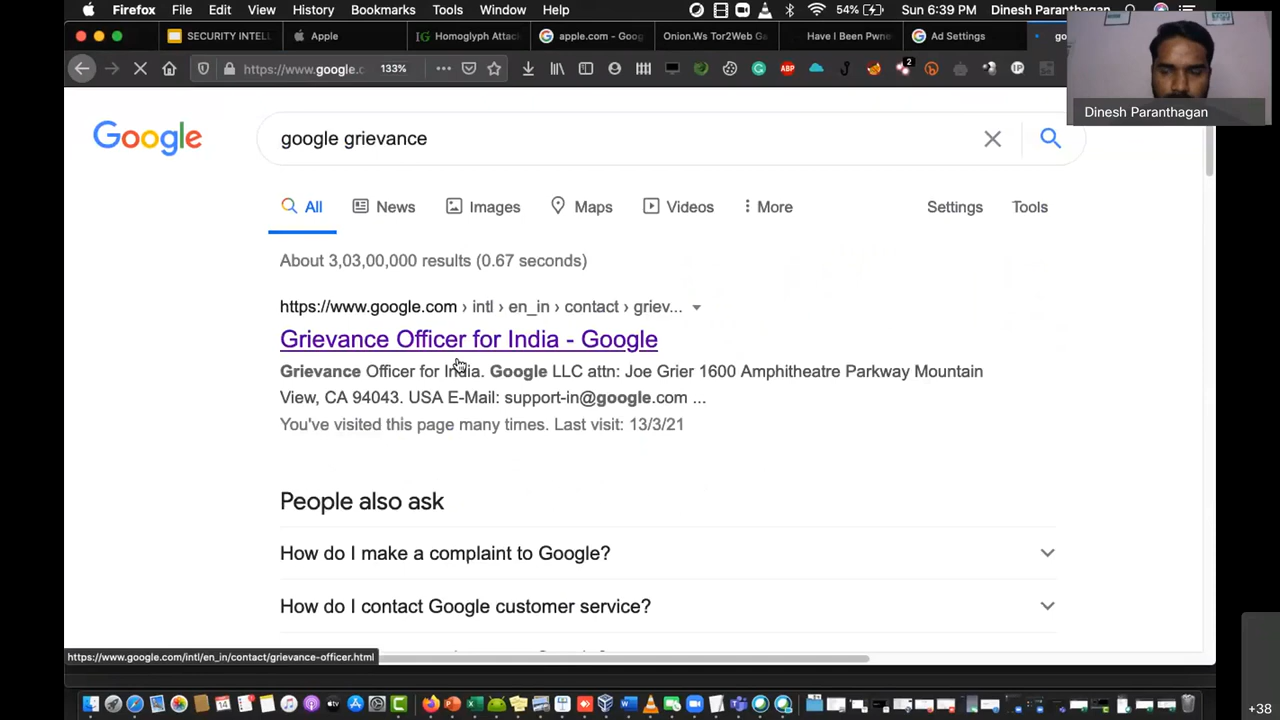 Firefox File Edit View History Bookmarks Tools Window Help 54% Sun 6:39 PM Dinesh Paranthagan
SECURITY INTELL
Apple
Homoglyph Attac
apple.com - Goog
Onion.Ws Tor2Web Ga
Have I Been Pwne
Ad Settings
go
https://www.google.c
133%
ABP
2
IP
Dinesh Paranthagan
Google
google grievance
All News Images Maps Videos More Settings Tools
About 3,03,00,000 results (0.67 seconds)
https://www.google.com › intl › en_in › contact › griev...
Grievance Officer for India - Google
Grievance Officer for India. Google LLC attn: Joe Grier 1600 Amphitheatre Parkway Mountain
View, CA 94043. USA E-Mail: support-in@google.com ...
You've visited this page many times. Last visit: 13/3/21
People also ask
How do I make a complaint to Google?
How do I contact Google customer service?
https://www.google.com/intl/en_in/contact/grievance-officer.html
+38